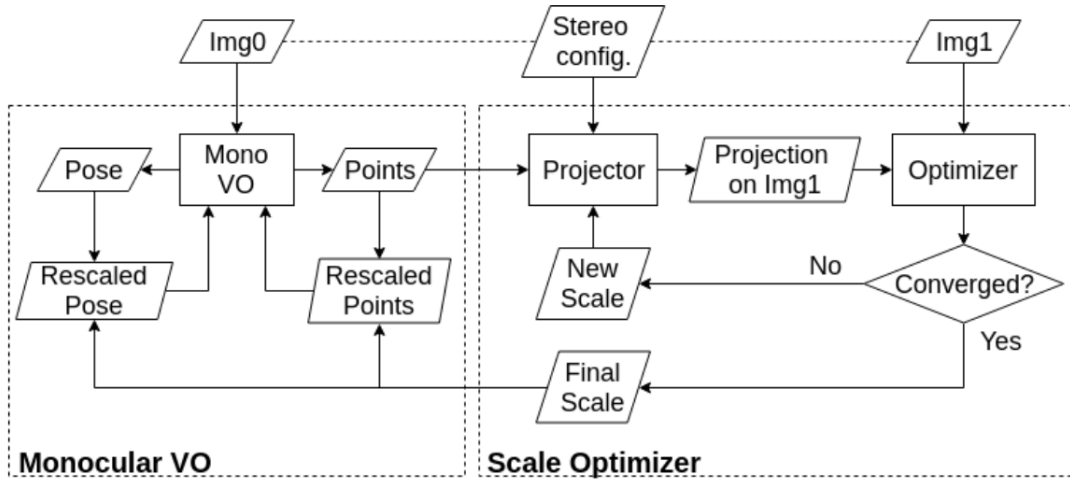 Img0
Stereo
config.
Img1
Pose
Mono
VO
Points
Projector
Projection
on Img1
Optimizer
Rescaled
Pose
Rescaled
Points
New
Scale
No
Converged?
Yes
Final
Scale
Monocular VO
Scale Optimizer